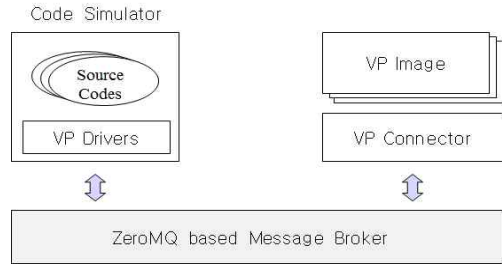 Code Simulator
Source
Codes
VP Drivers
VP Image
VP Connector
ZeroMQ based Message Broker